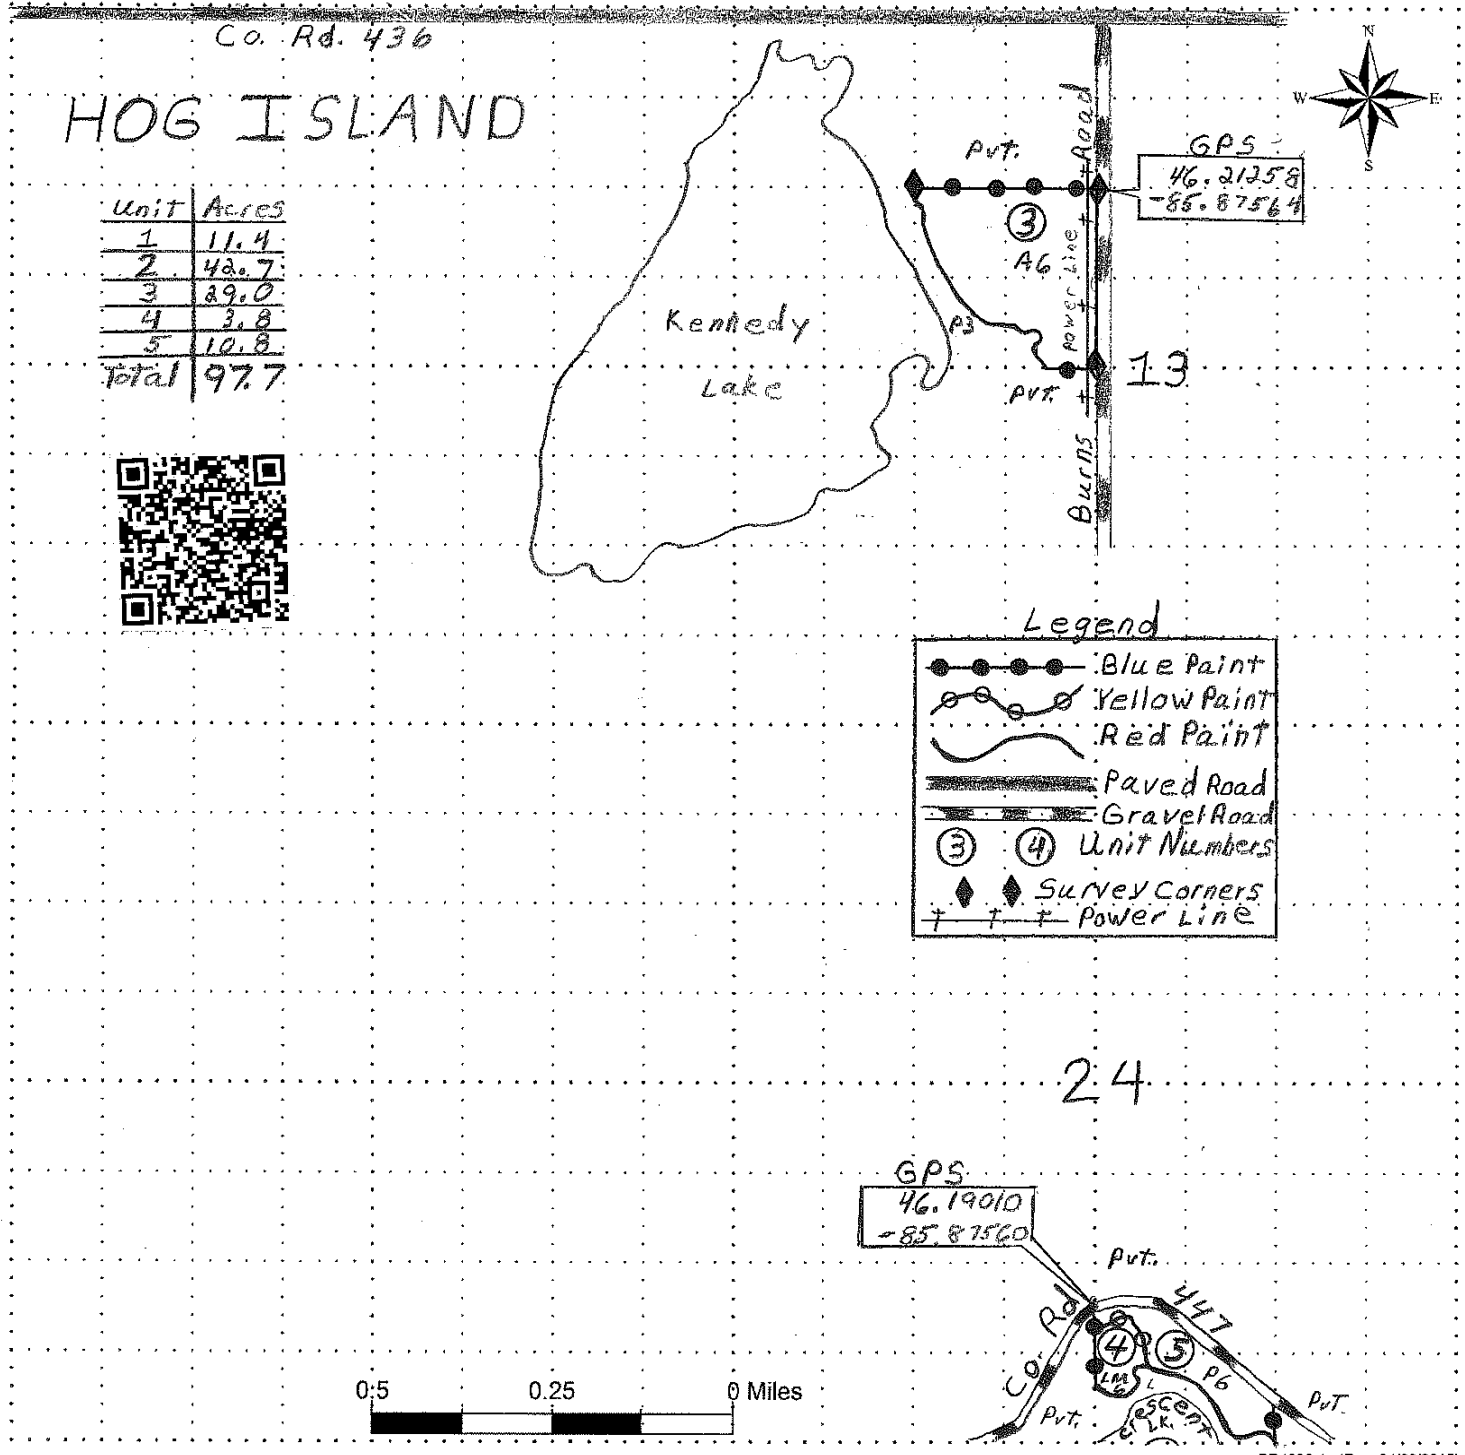 Co. Rd. 436
HOG ISLAND
N
W E
S
Unit Acres
1 11.4
2 42.7
3 29.0
4 3.8
5 10.8
Total 97.7
Pvt.
Road
GPS
46.21258
-85.87564
3
A6
Power Line
P3
Kennedy
Lake
Pvt.
13
Burns
Legend
Blue Paint
Yellow Paint
Red Paint
Paved Road
Gravel Road
3 4 Unit Numbers
Survey Corners
Power Line
24
GPS
46.19010
-85.87560
Pvt.
Co. Rd 447
4 5
LM
6
L
P6
Pvt.
Pvt.
Crescent
LK.
0.5 0.25 0 Miles